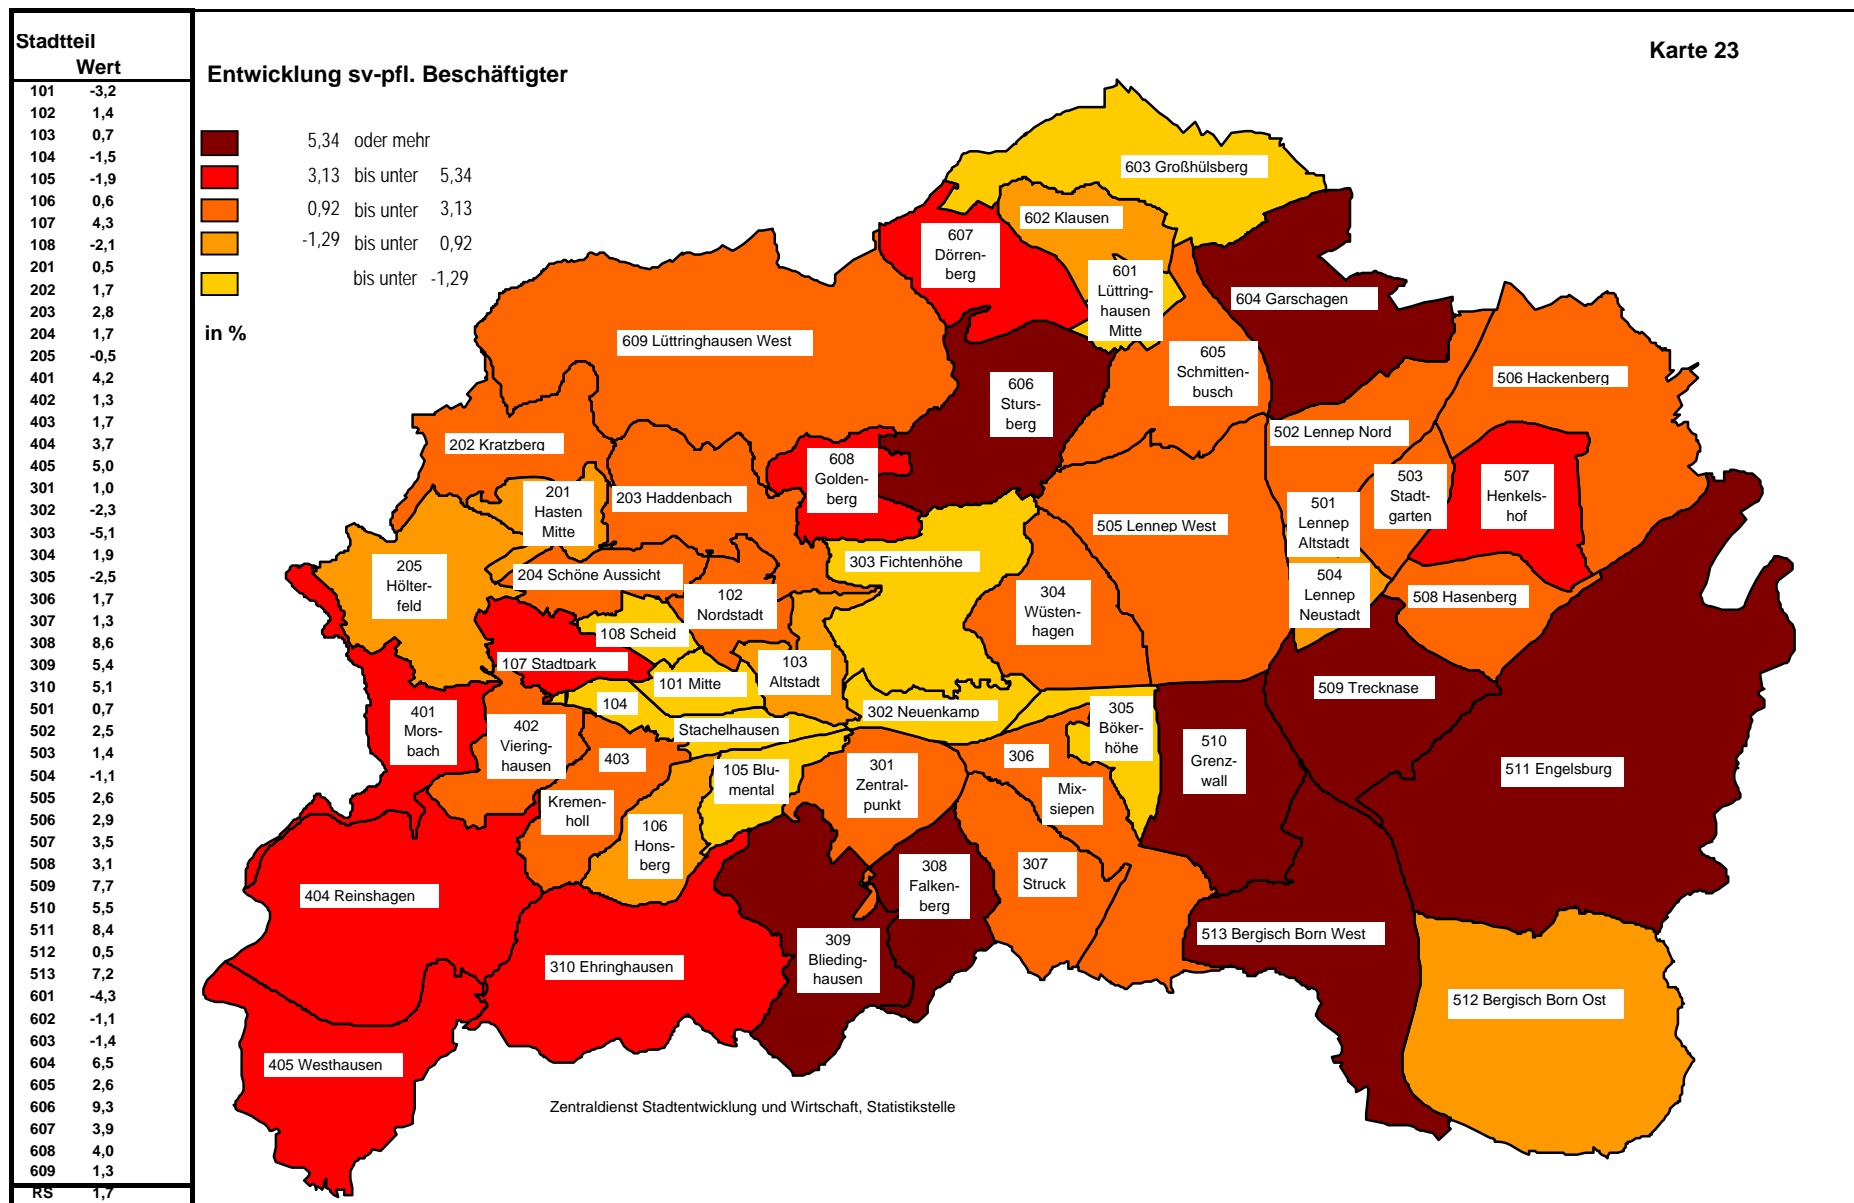 Stadtteil
Wert
101 -3,2
102 1,4
103 0,7
104 -1,5
105 -1,9
106 0,6
107 4,3
108 -2,1
201 0,5
202 1,7
203 2,8
204 1,7
205 -0,5
401 4,2
402 1,3
403 1,7
404 3,7
405 5,0
301 1,0
302 -2,3
303 -5,1
304 1,9
305 -2,5
306 1,7
307 1,3
308 8,6
309 5,4
310 5,1
501 0,7
502 2,5
503 1,4
504 -1,1
505 2,6
506 2,9
507 3,5
508 3,1
509 7,7
510 5,5
511 8,4
512 0,5
513 7,2
601 -4,3
602 -1,1
603 -1,4
604 6,5
605 2,6
606 9,3
607 3,9
608 4,0
609 1,3
RS 1,7
Karte 23
Entwicklung sv-pfl. Beschäftigter
5,34 oder mehr
3,13 bis unter 5,34
0,92 bis unter 3,13
-1,29 bis unter 0,92
bis unter -1,29
in %
603 Großhülsberg
602 Klausen
607
Dörren-
berg
601
Lüttring-
hausen
Mitte
604 Garschagen
609 Lüttringhausen West
605
Schmitten-
busch
606
Sturs-
berg
506 Hackenberg
502 Lennep Nord
202 Kratzberg
608
Golden-
berg
503
Stadt-
garten
507
Henkels-
hof
201
Hasten
Mitte
203 Haddenbach
505 Lennep West
501
Lennep
Altstadt
303 Fichtenhöhe
205
Hölter-
feld
204 Schöne Aussicht
102
Nordstadt
304
Wüsten-
hagen
504
Lennep
Neustadt
508 Hasenberg
108 Scheid
107 Stadtpark
101 Mitte
103
Altstadt
509 Trecknase
104
Stachelhausen
302 Neuenkamp
305
Böker-
höhe
401
Mors-
bach
402
Viering-
hausen
403
Kremen-
holl
105 Blu-
mental
301
Zentral-
punkt
306
Mix-
siepen
510
Grenz-
wall
511 Engelsburg
106
Hons-
berg
308
Falken-
berg
307
Struck
404 Reinshagen
309
Blieding-
hausen
513 Bergisch Born West
310 Ehringhausen
512 Bergisch Born Ost
405 Westhausen
Zentraldienst Stadtentwicklung und Wirtschaft, Statistikstelle